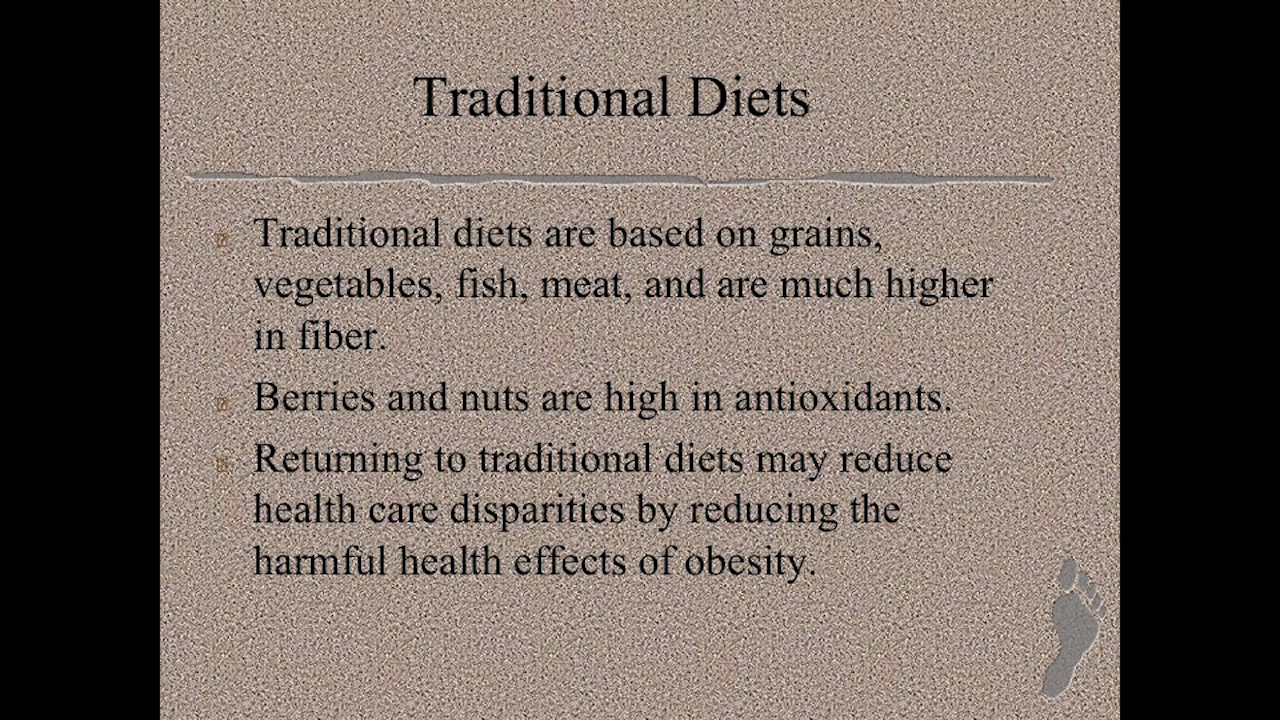 Traditional Diets
Traditional diets are based on grains,
vegetables, fish, meat, and are much higher
in fiber.
Berries and nuts are high in antioxidants.
Returning to traditional diets may reduce
health care disparities by reducing the
harmful health effects of obesity.